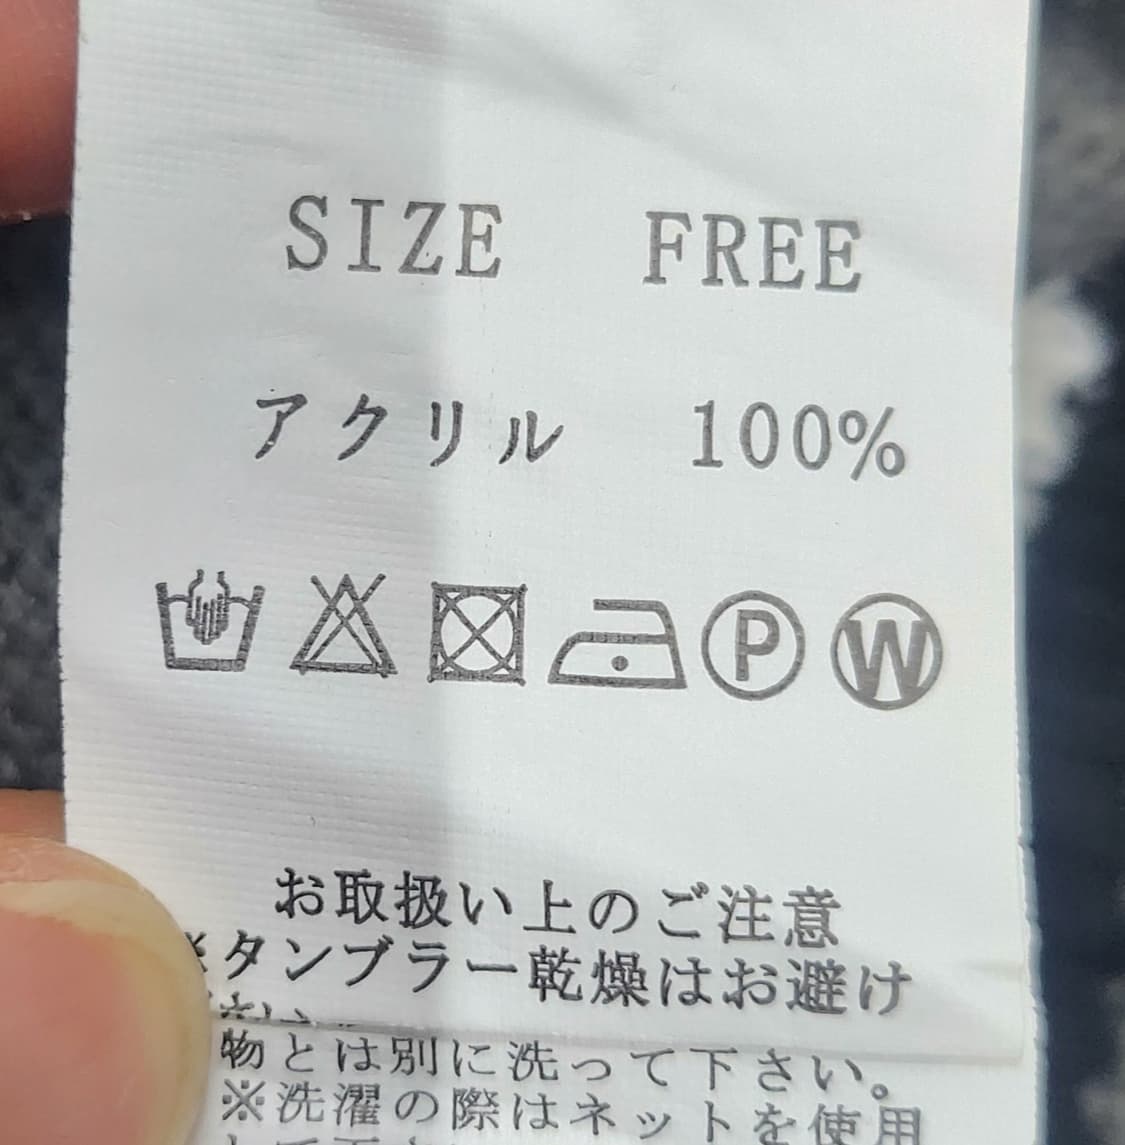 SIZE FREE
アクリル 100%
P W
お取扱い上のご注意
※タンブラー乾燥はお避け
物とは別に洗って下さい。
※洗濯の際はネットを使用